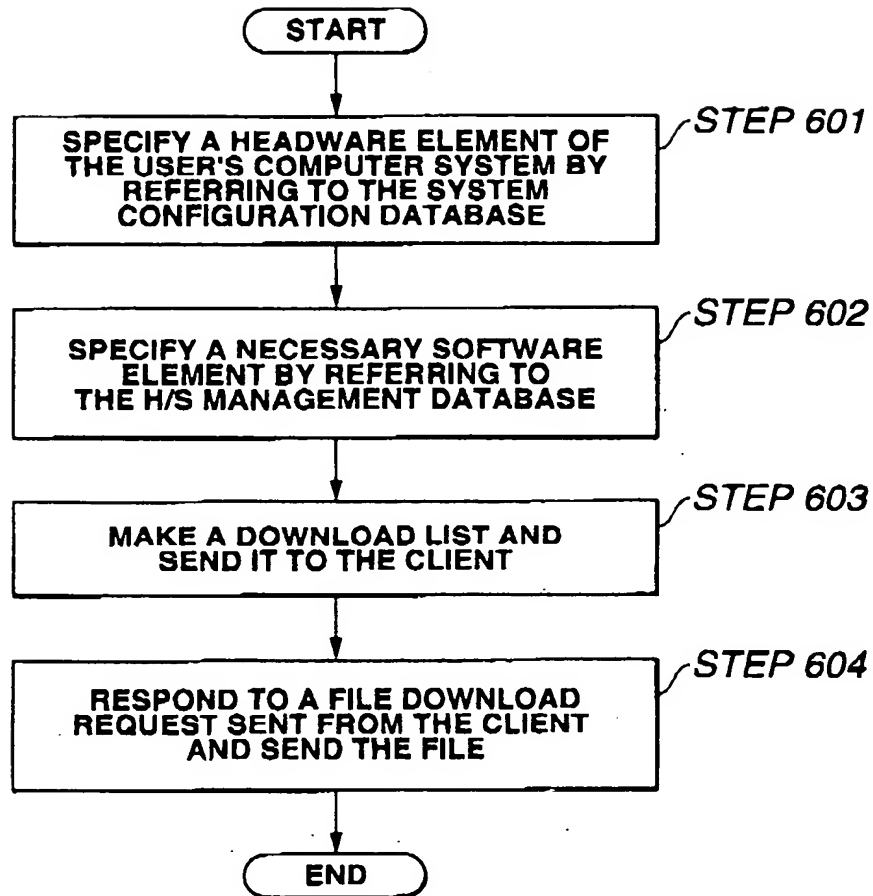 START
SPECIFY A HEADWARE ELEMENT OF
THE USER'S COMPUTER SYSTEM BY
REFERRING TO THE SYSTEM
CONFIGURATION DATABASE
STEP 601
SPECIFY A NECESSARY SOFTWARE
ELEMENT BY REFERRING TO
THE H/S MANAGEMENT DATABASE
STEP 602
MAKE A DOWNLOAD LIST AND
SEND IT TO THE CLIENT
STEP 603
RESPOND TO A FILE DOWNLOAD
REQUEST SENT FROM THE CLIENT
AND SEND THE FILE
STEP 604
END